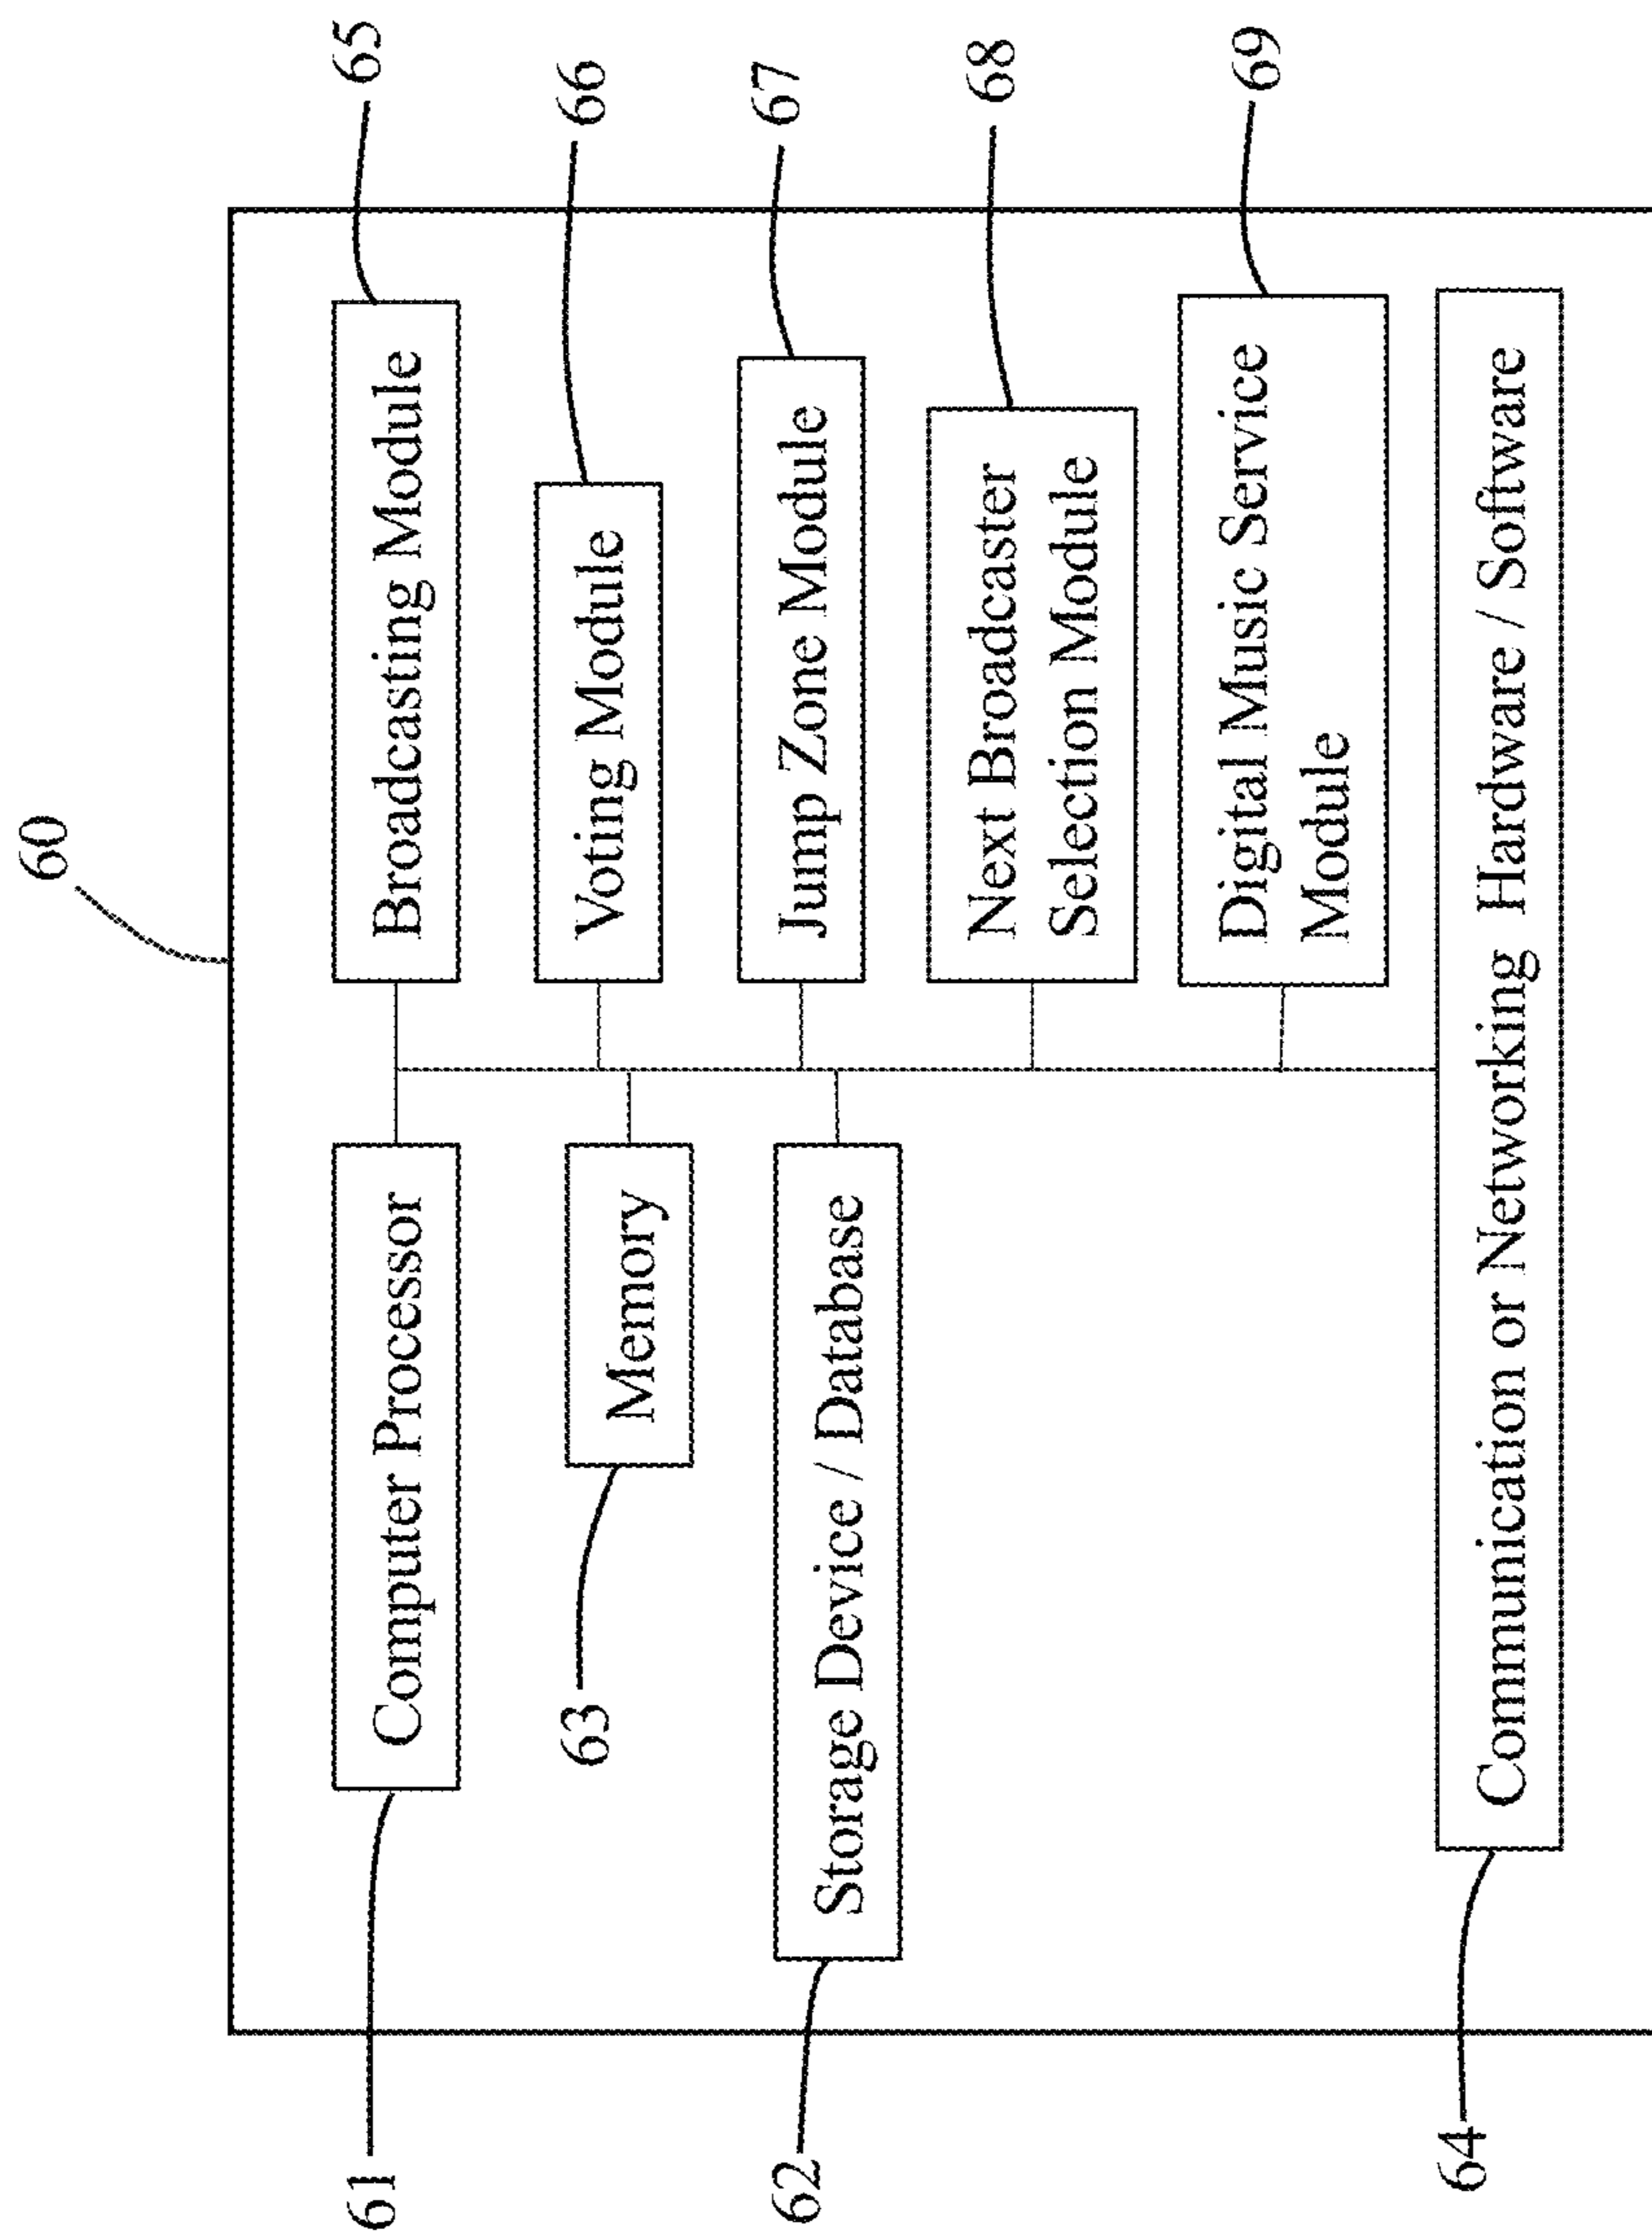 60
61
Computer Processor
Broadcasting Module
65
63
Memory
Voting Module
66
62
Storage Device / Database
Jump Zone Module
67
Next Broadcaster
Selection Module
68
Digital Music Service
Module
69
64
Communication or Networking Hardware / Software